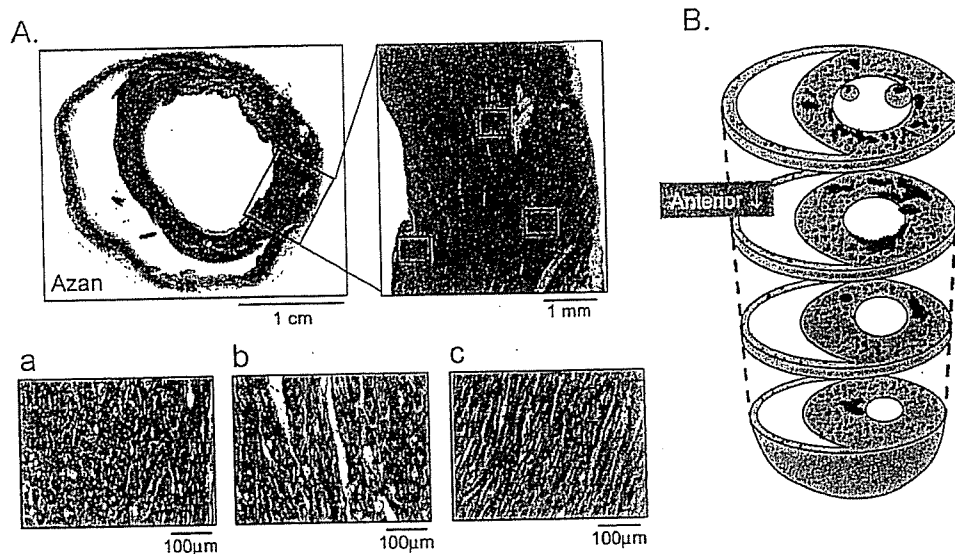 A.
B.
Azan
1 cm
1 mm
Anterior ↓
a
b
c
100μm
100μm
100μm